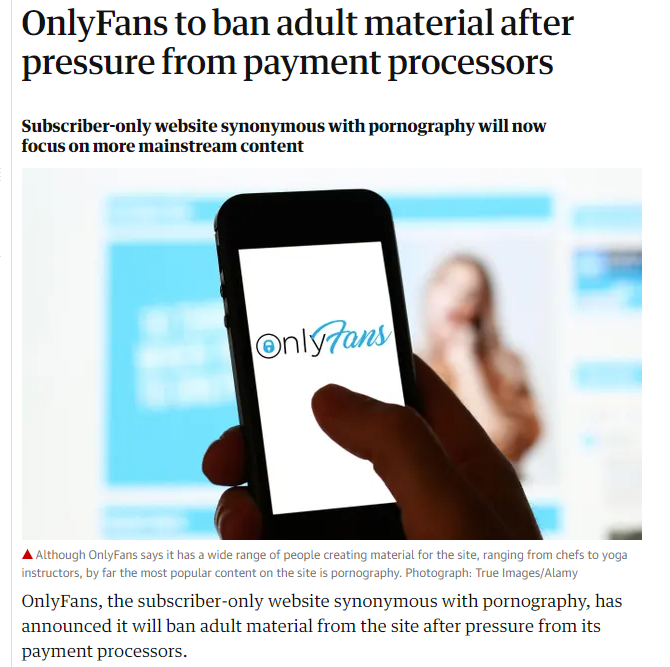 OnlyFans to ban adult material after
pressure from payment processors
Subscriber-only website synonymous with pornography will now
focus on more mainstream content
OnlyFans
Although OnlyFans says it has a wide range of people creating material for the site, ranging from chefs to yoga
instructors, by far the most popular content on the site is pornography. Photograph: True Images/Alamy
OnlyFans, the subscriber-only website synonymous with pornography, has
announced it will ban adult material from the site after pressure from its
payment processors.